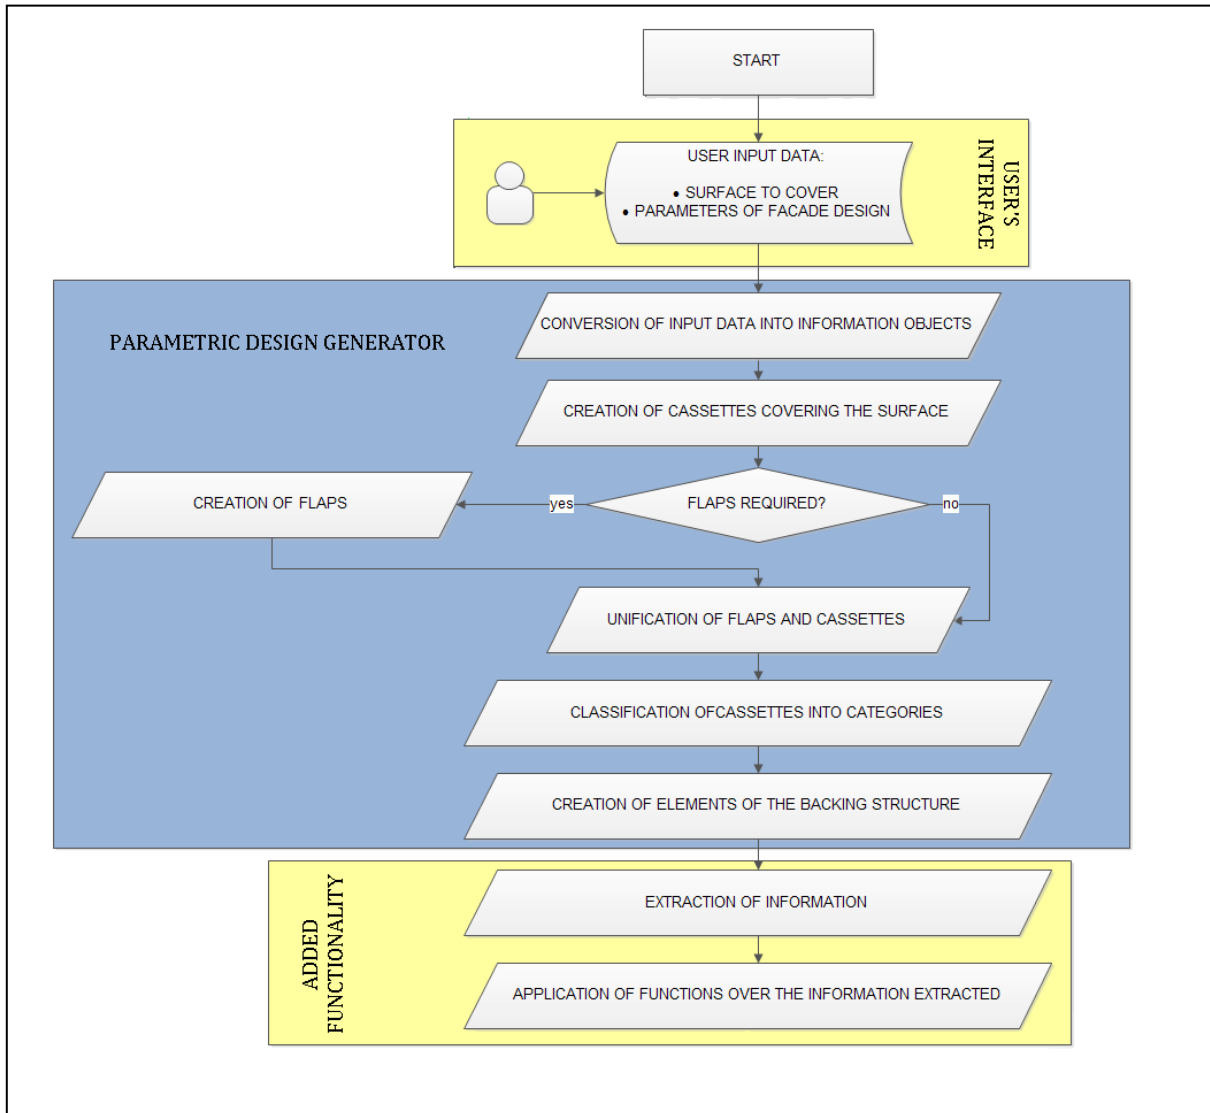 START
USER INPUT DATA:
• SURFACE TO COVER
• PARAMETERS OF FACADE DESIGN
USER'S
INTERFACE
CONVERSION OF INPUT DATA INTO INFORMATION OBJECTS
PARAMETRIC DESIGN GENERATOR
CREATION OF CASSETTES COVERING THE SURFACE
FLAPS REQUIRED?
yes
no
CREATION OF FLAPS
UNIFICATION OF FLAPS AND CASSETTES
CLASSIFICATION OFCASSETTES INTO CATEGORIES
CREATION OF ELEMENTS OF THE BACKING STRUCTURE
ADDED
FUNCTIONALITY
EXTRACTION OF INFORMATION
APPLICATION OF FUNCTIONS OVER THE INFORMATION EXTRACTED